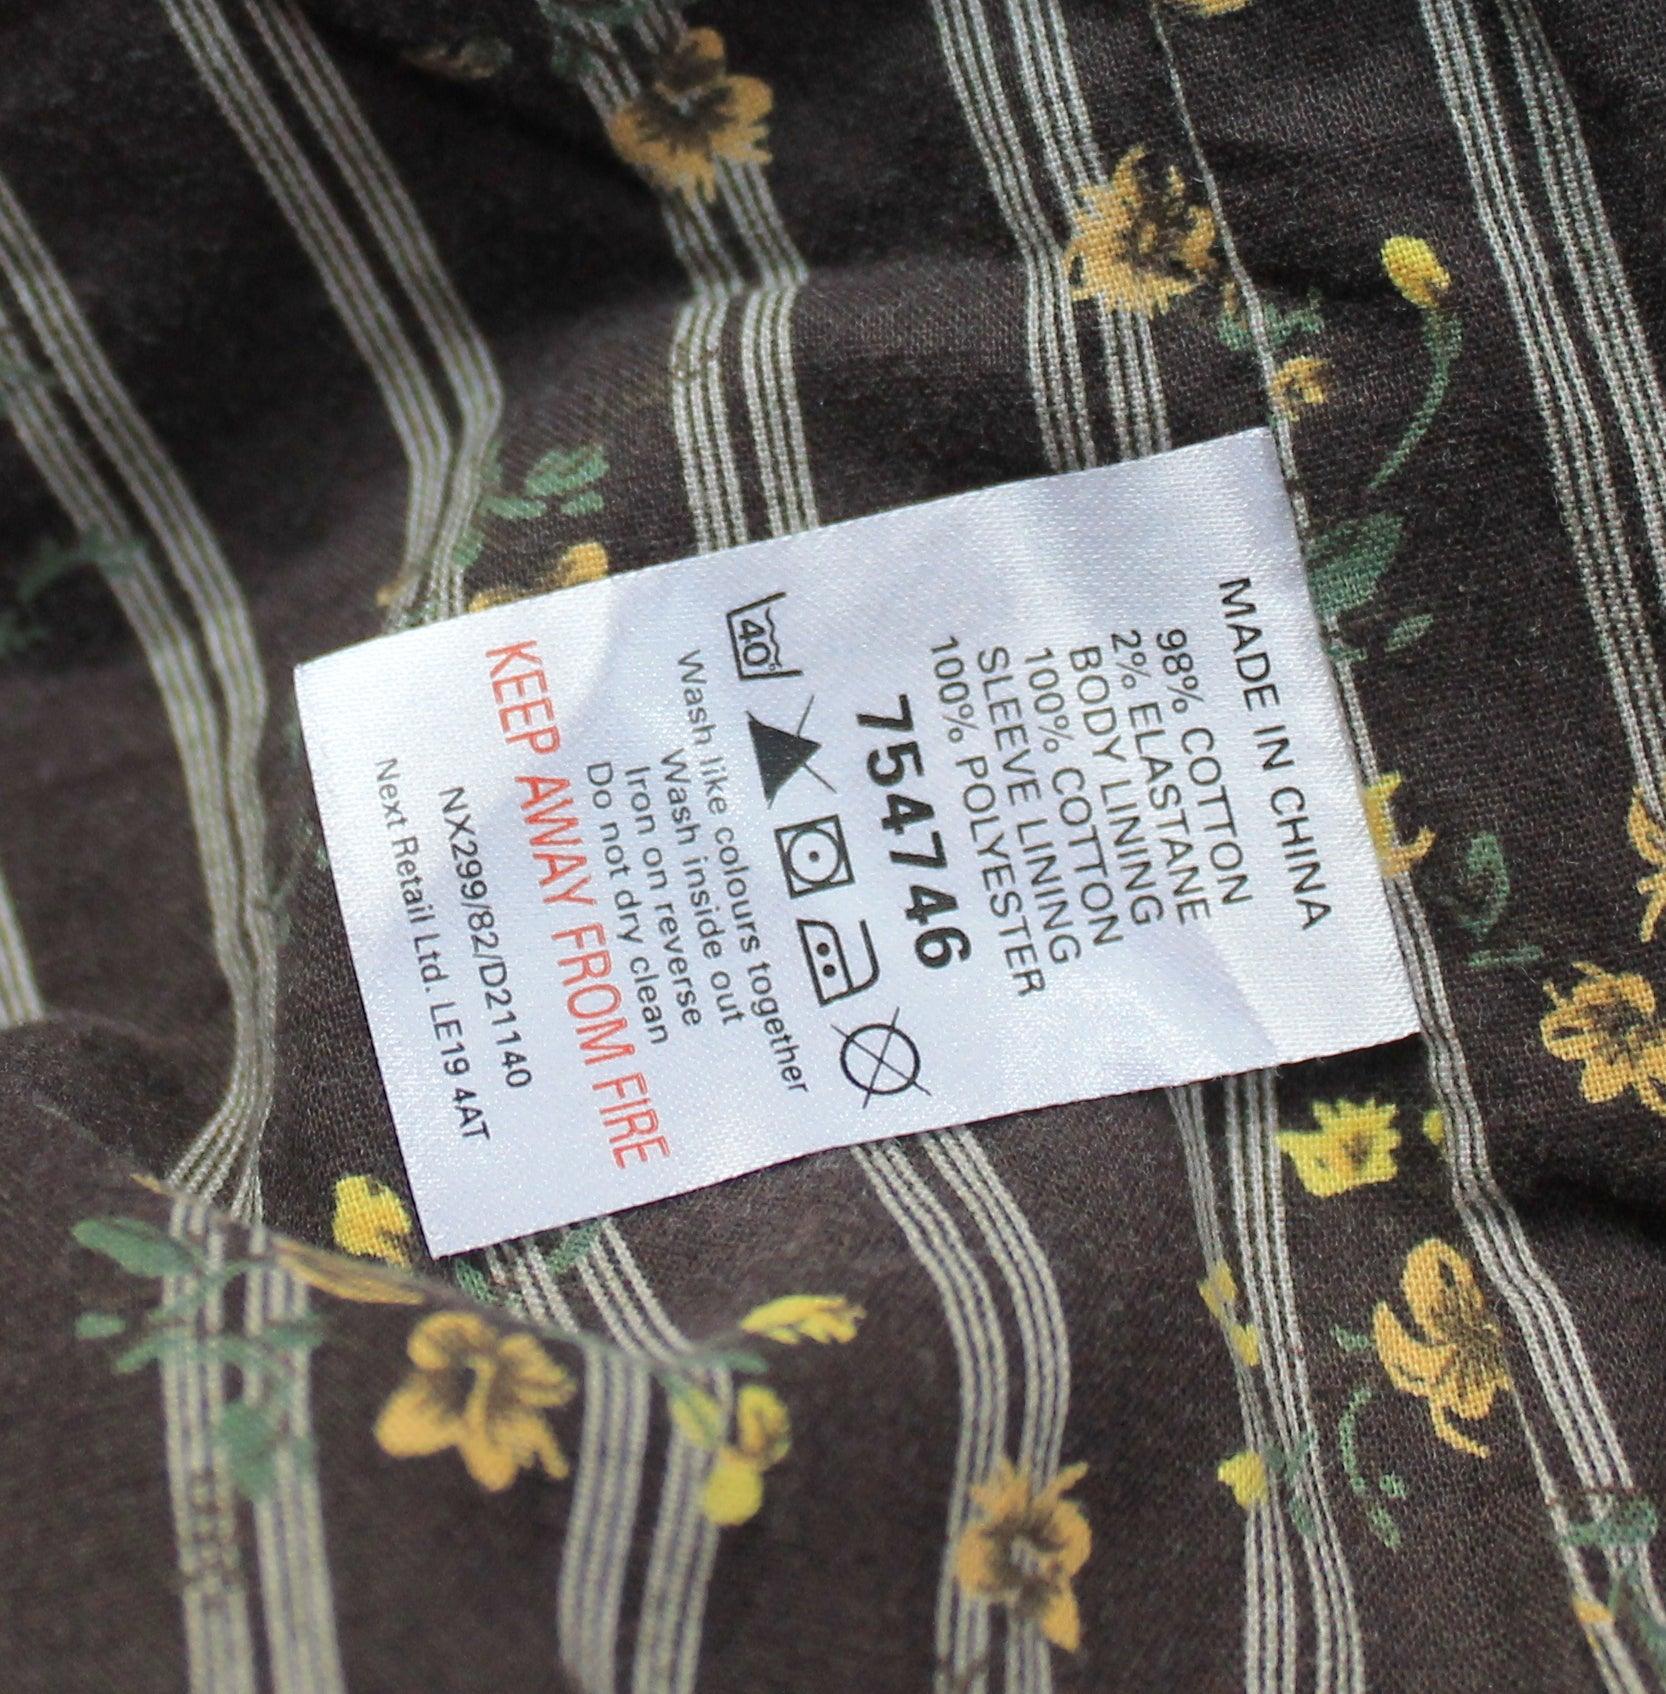 MADE IN CHINA
98% COTTON
2% ELASTANE
BODY LINING
100% COTTON
SLEEVE LINING
100% POLYESTER
754746
40°
Wash like colours together
Wash inside out
Iron on reverse
Do not dry clean
KEEP AWAY FROM FIRE
NX299/82/D21140
Next Retail Ltd. LE19 4AT